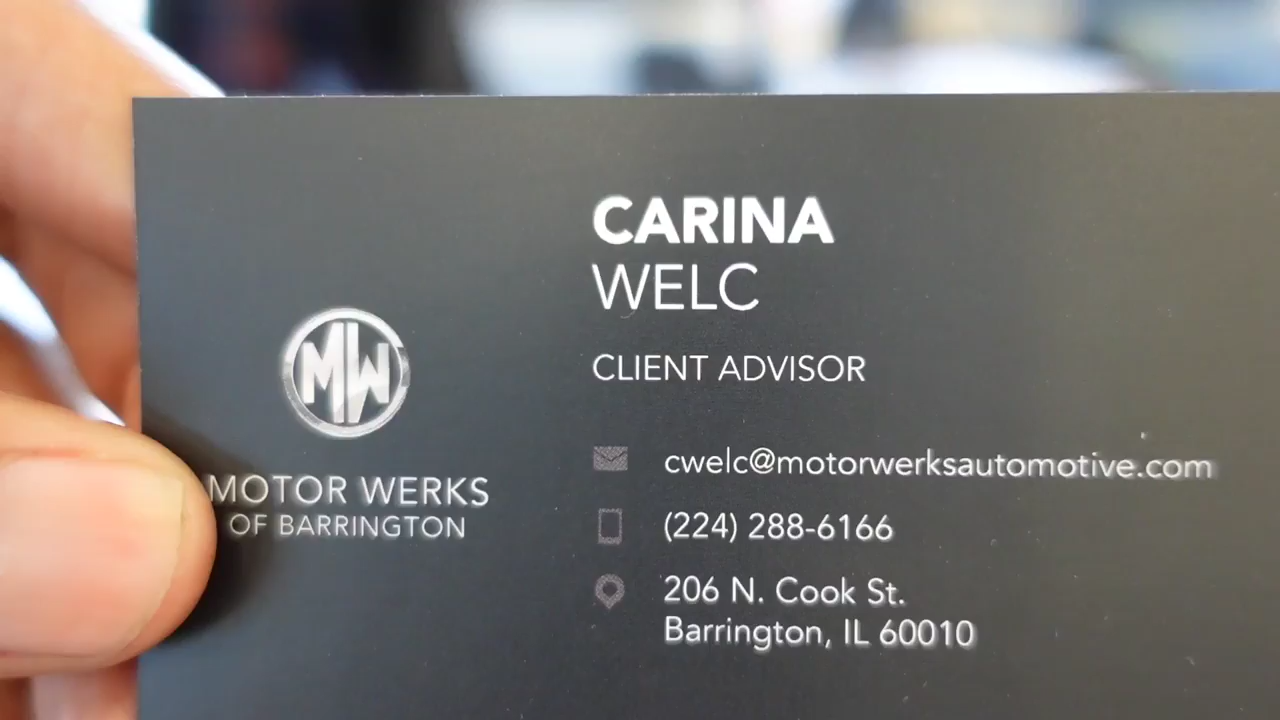 CARINA
WELC
CLIENT ADVISOR
MW
MOTOR WERKS
OF BARRINGTON
cwelc@motorwerksautomotive.com
(224) 288-6166
206 N. Cook St.
Barrington, IL 60010